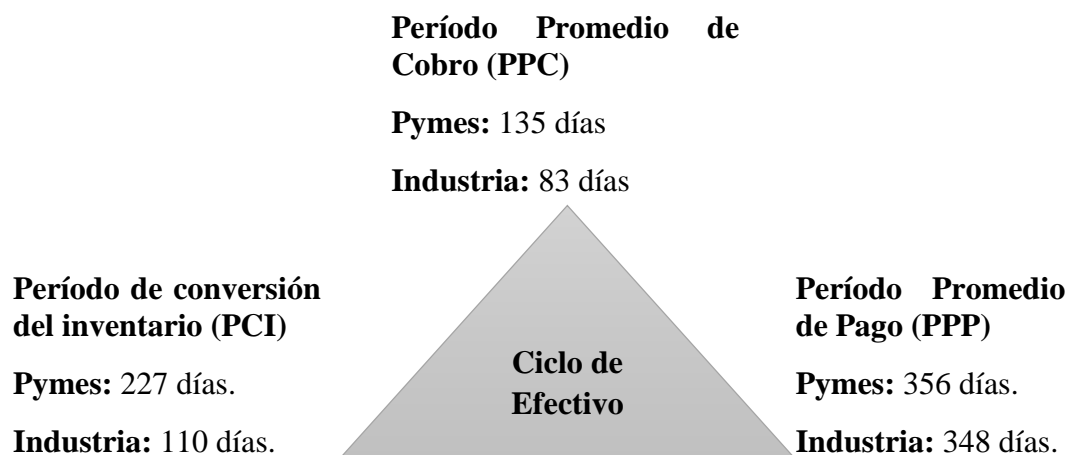 Período Promedio de
Cobro (PPC)
Pymes: 135 días
Industria: 83 días
Período de conversión
del inventario (PCI)
Pymes: 227 días.
Industria: 110 días.
Ciclo de
Efectivo
Período Promedio
de Pago (PPP)
Pymes: 356 días.
Industria: 348 días.